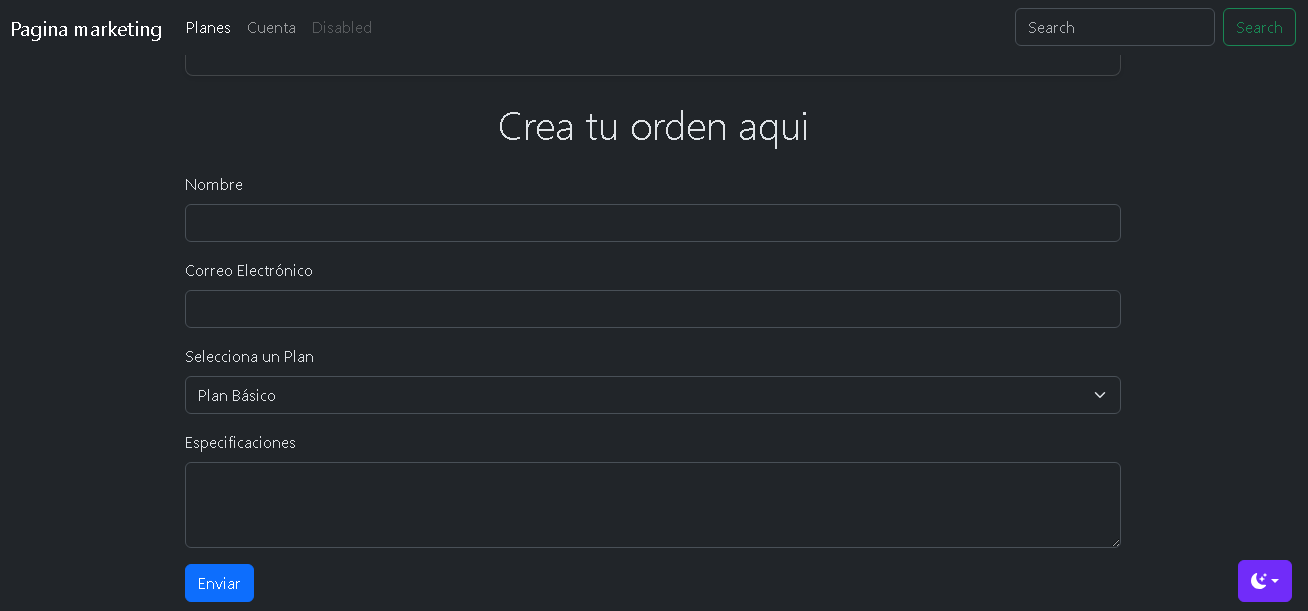 Pagina marketing Planes Cuenta Disabled Search Search
Crea tu orden aqui
Nombre
Correo Electrónico
Selecciona un Plan
Plan Básico
Especificaciones
Enviar